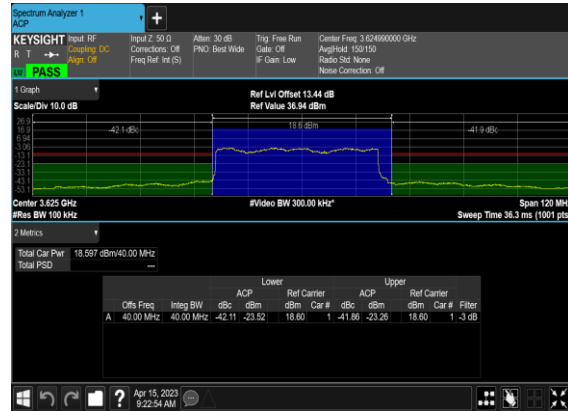 Spectrum Analyzer 1
ACP
KEYSIGHT
R T
LW PASS
Input: RF
Coupling: DC
Align: Off
Input Z: 50 Ω
Corrections: Off
Freq Ref: Int (S)
Atten: 30 dB
PNO: Best Wide
Trig: Free Run
Gate: Off
IF Gain: Low
Center Freq: 3.624990000 GHz
Avg|Hold: 150/150
Radio Std: None
Noise Correction: Off
1 Graph
Scale/Div 10.0 dB
Ref Lvl Offset 13.44 dB
Ref Value 36.94 dBm
26.9
16.9
6.94
-3.06
-13.1
-23.1
-33.1
-43.1
-53.1
-42.1 dBc
18.6 dBm
-41.9 dBc
Center 3.625 GHz
#Res BW 100 kHz
#Video BW 300.00 kHz*
Span 120 MH
Sweep Time 36.3 ms (1001 pts
2 Metrics
Total Car Pwr 18.597 dBm/40.00 MHz
Total PSD ---
Lower Upper
ACP Ref Carrier ACP Ref Carrier
Offs Freq Integ BW dBc dBm dBm Car # dBc dBm dBm Car # Filter
A 40.00 MHz 40.00 MHz -42.11 -23.52 18.60 1 -41.86 -23.26 18.60 1 -3 dB
Apr 15, 2023
9:22:54 AM